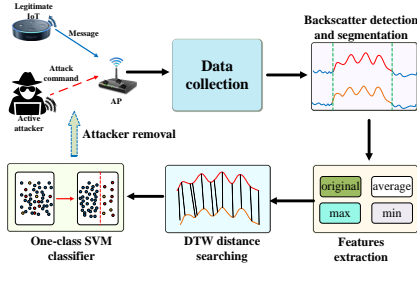 Legitimate
IoT
Message
Attack
command
Active
attacker
AP
Data
collection
Backscatter detection
and segmentation
Attacker removal
original
average
max
min
Features
extraction
DTW distance
searching
One-class SVM
classifier